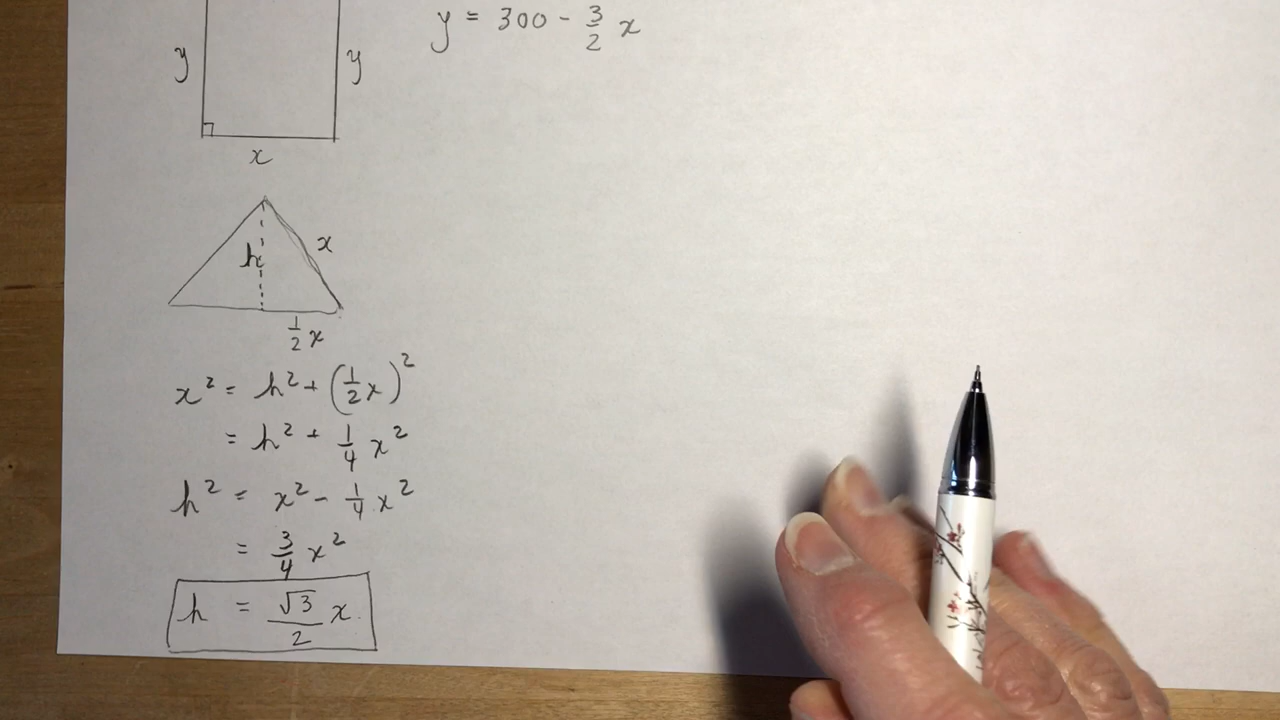 y = 300 - 3/2 x
y y
x
h x
1/2 x
x² = h² + (1/2 x)²
= h² + 1/4 x²
h² = x² - 1/4 x²
= 3/4 x²
h = √3/2 x